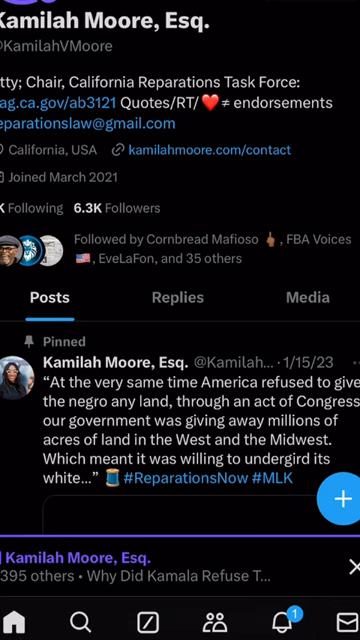 Kamilah Moore, Esq.
@KamilahVMoore
tty; Chair, California Reparations Task Force:
ag.ca.gov/ab3121 Quotes/RT/❤️≠ endorsements
eparationslaw@gmail.com
California, USA kamilahmoore.com/contact
Joined March 2021
K Following 6.3K Followers
Followed by Cornbread Mafioso 🖕🏾, FBA Voices
🇺🇸, EveLaFon, and 35 others
Posts Replies Media
Pinned
Kamilah Moore, Esq. @Kamilah... · 1/15/23
“At the very same time America refused to give
the negro any land, through an act of Congress
our government was giving away millions of
acres of land in the West and the Midwest.
Which meant it was willing to undergird its
white...” 🧵 #ReparationsNow #MLK
Kamilah Moore, Esq.
395 others • Why Did Kamala Refuse T...
1